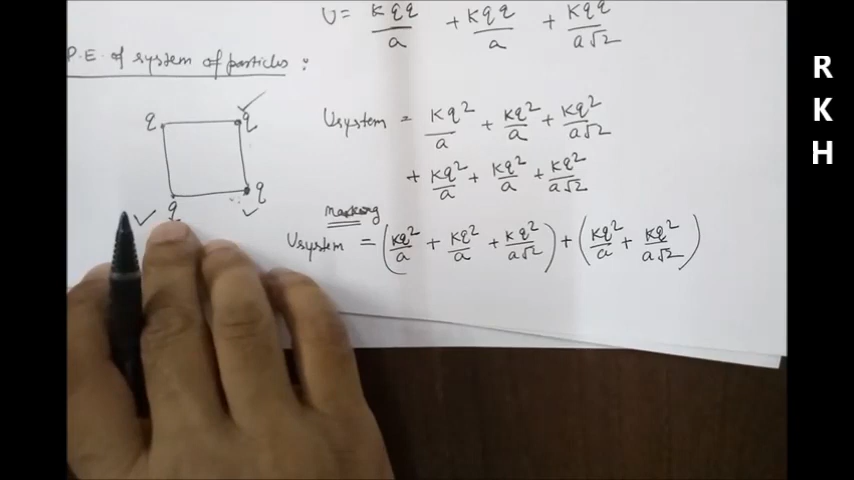 U = Kqq/a + Kqq/a + Kqq/a√2
P.E. of system of particles :
q q
q q
Usystem = Kq²/a + Kq²/a + Kq²/a√2
+ Kq²/a + Kq²/a + Kq²/a√2
marking
Usystem = (Kq²/a + Kq²/a + Kq²/a√2) + (Kq²/a + Kq²/a√2)
R
K
H